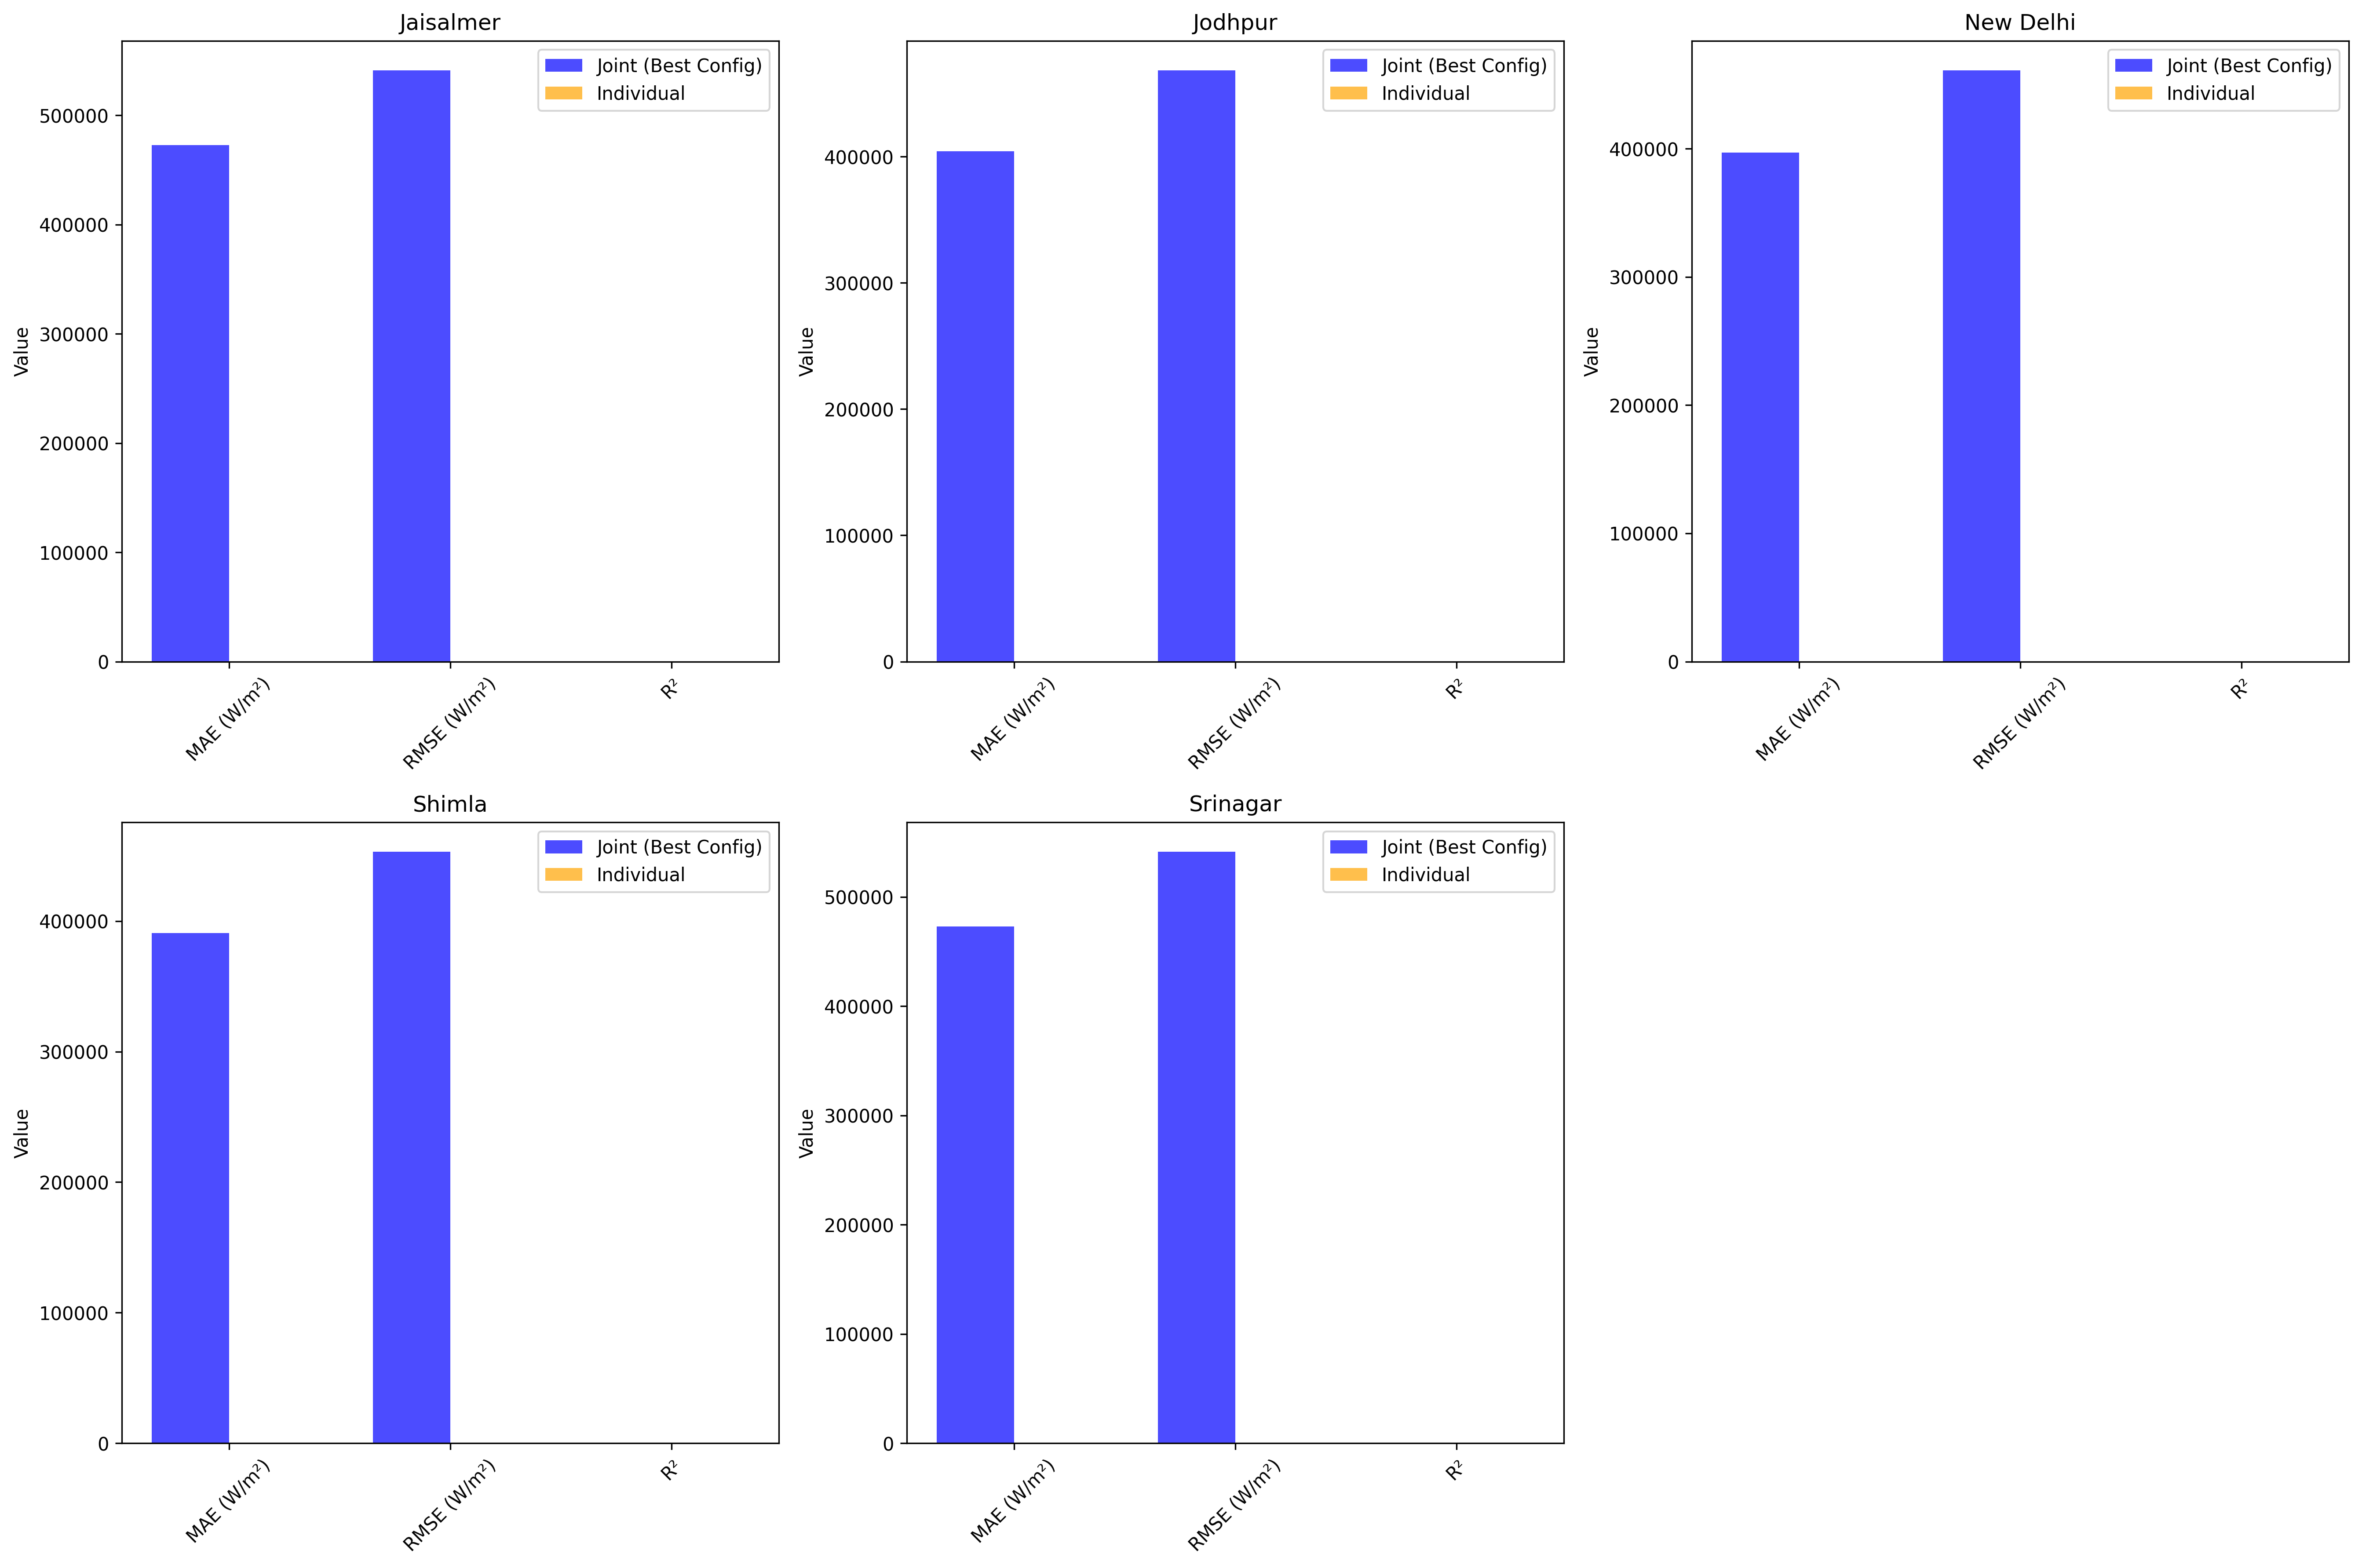 Jaisalmer
Joint (Best Config)
Individual
Value
500000
400000
300000
200000
100000
0
MAE (W/m²)
RMSE (W/m²)
R²
Jodhpur
Joint (Best Config)
Individual
Value
400000
300000
200000
100000
0
MAE (W/m²)
RMSE (W/m²)
R²
New Delhi
Joint (Best Config)
Individual
Value
400000
300000
200000
100000
0
MAE (W/m²)
RMSE (W/m²)
R²
Shimla
Joint (Best Config)
Individual
Value
400000
300000
200000
100000
0
MAE (W/m²)
RMSE (W/m²)
R²
Srinagar
Joint (Best Config)
Individual
Value
500000
400000
300000
200000
100000
0
MAE (W/m²)
RMSE (W/m²)
R²